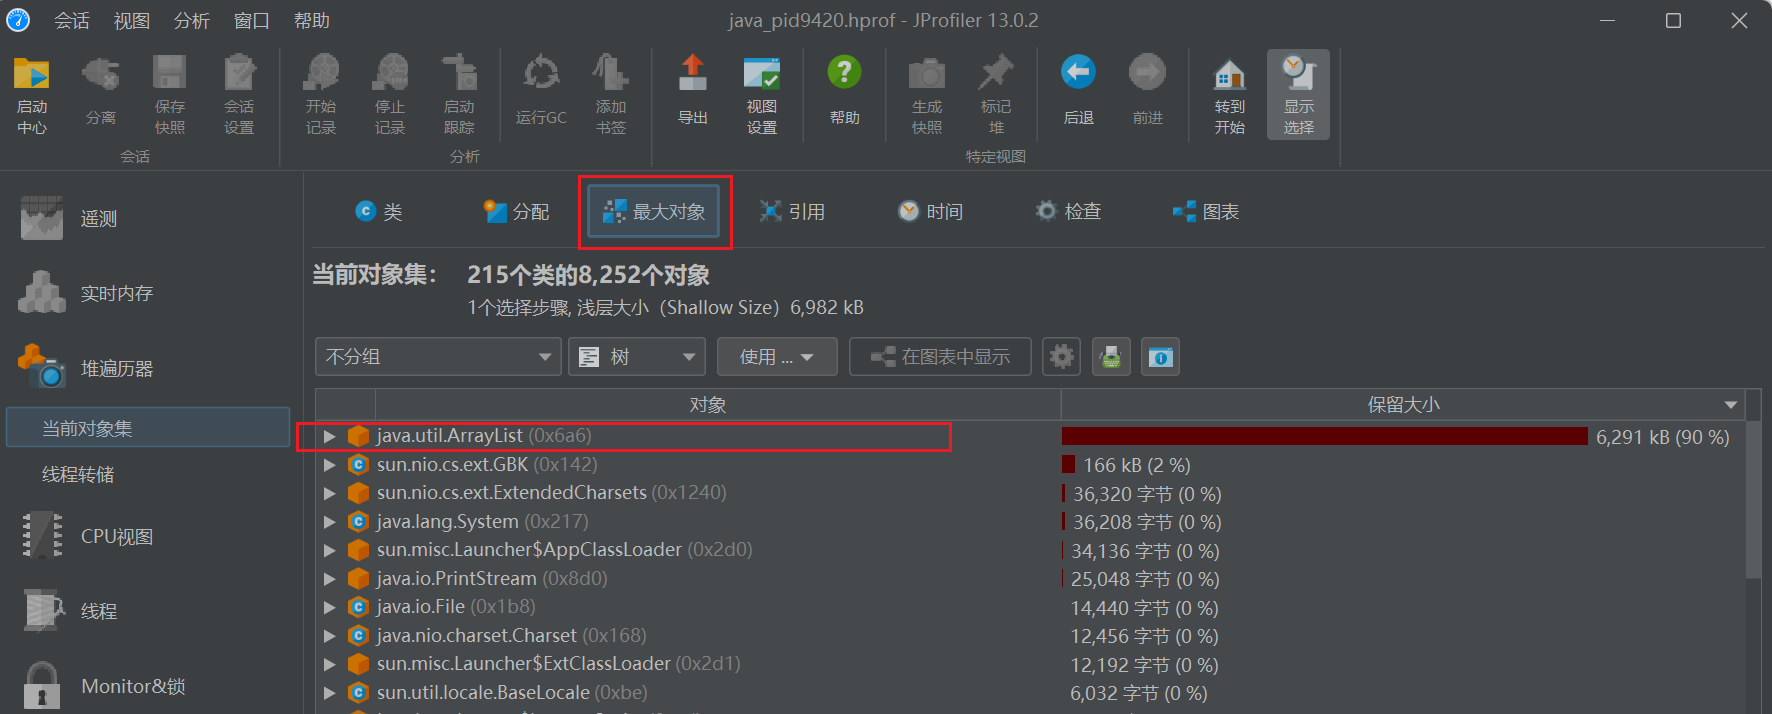 会话 视图 分析 窗口 帮助 java_pid9420.hprof - JProfiler 13.0.2
启动中心 分离 保存快照 会话设置 开始记录 停止记录 启动跟踪 运行GC 添加书签 导出 视图设置 帮助 生成快照 标记堆 后退 前进 转到开始 显示选择
会话 分析 特定视图
遥测
实时内存
堆遍历器
当前对象集
线程转储
CPU视图
线程
Monitor&锁
类 分配 最大对象 引用 时间 检查 图表
当前对象集： 215个类的8,252个对象
1个选择步骤, 浅层大小（Shallow Size）6,982 kB
不分组 树 使用 ... 在图表中显示
对象 保留大小
java.util.ArrayList (0x6a6) 6,291 kB (90 %)
sun.nio.cs.ext.GBK (0x142) 166 kB (2 %)
sun.nio.cs.ext.ExtendedCharsets (0x1240) 36,320 字节 (0 %)
java.lang.System (0x217) 36,208 字节 (0 %)
sun.misc.Launcher$AppClassLoader (0x2d0) 34,136 字节 (0 %)
java.io.PrintStream (0x8d0) 25,048 字节 (0 %)
java.io.File (0x1b8) 14,440 字节 (0 %)
java.nio.charset.Charset (0x168) 12,456 字节 (0 %)
sun.misc.Launcher$ExtClassLoader (0x2d1) 12,192 字节 (0 %)
sun.util.locale.BaseLocale (0xbe) 6,032 字节 (0 %)